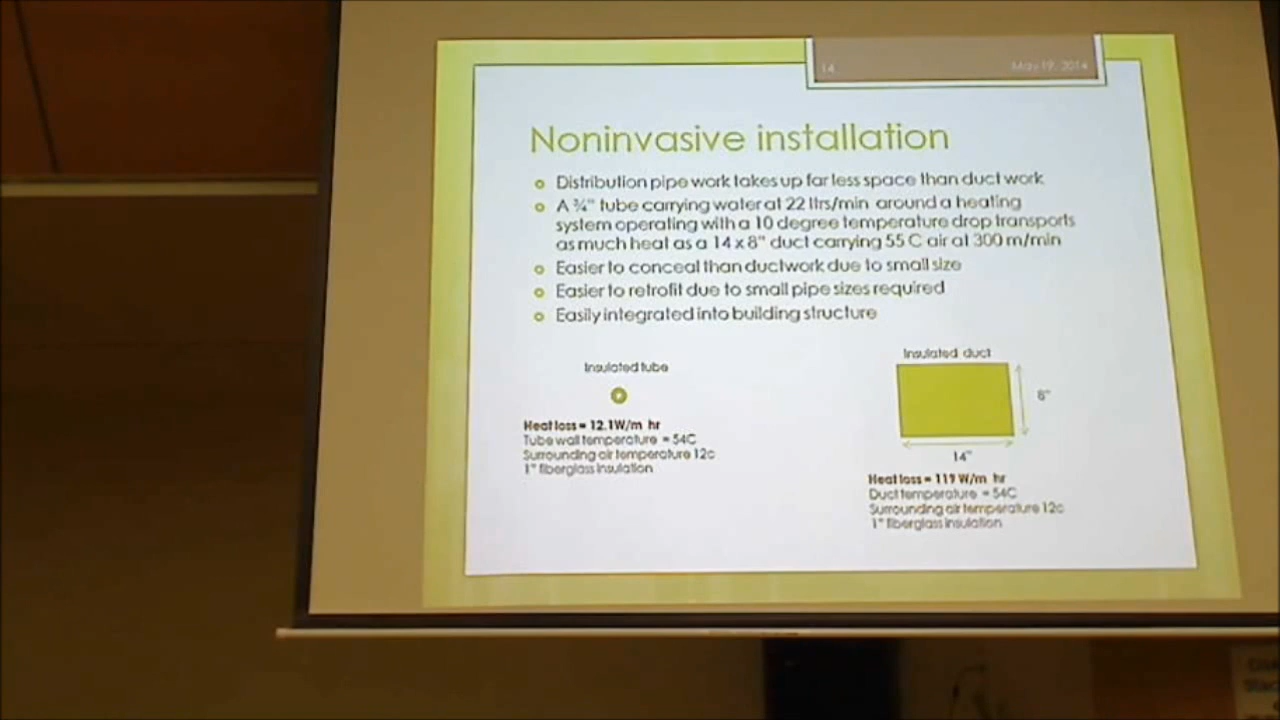 14
May 19, 2014
Noninvasive installation
Distribution pipe work takes up far less space than duct work
A ¾" tube carrying water at 22 ltrs/min around a heating
system operating with a 10 degree temperature drop transports
as much heat as a 14 x 8" duct carrying 55 C air at 300 m/min
Easier to conceal than ductwork due to small size
Easier to retrofit due to small pipe sizes required
Easily integrated into building structure
Insulated tube
Heat loss = 12.1W/m hr
Tube wall temperature = 54C
Surrounding air temperature 12c
1" fiberglass insulation
Insulated duct
8"
14"
Heat loss = 119 W/m hr
Duct temperature = 54C
Surrounding air temperature 12c
1" fiberglass insulation